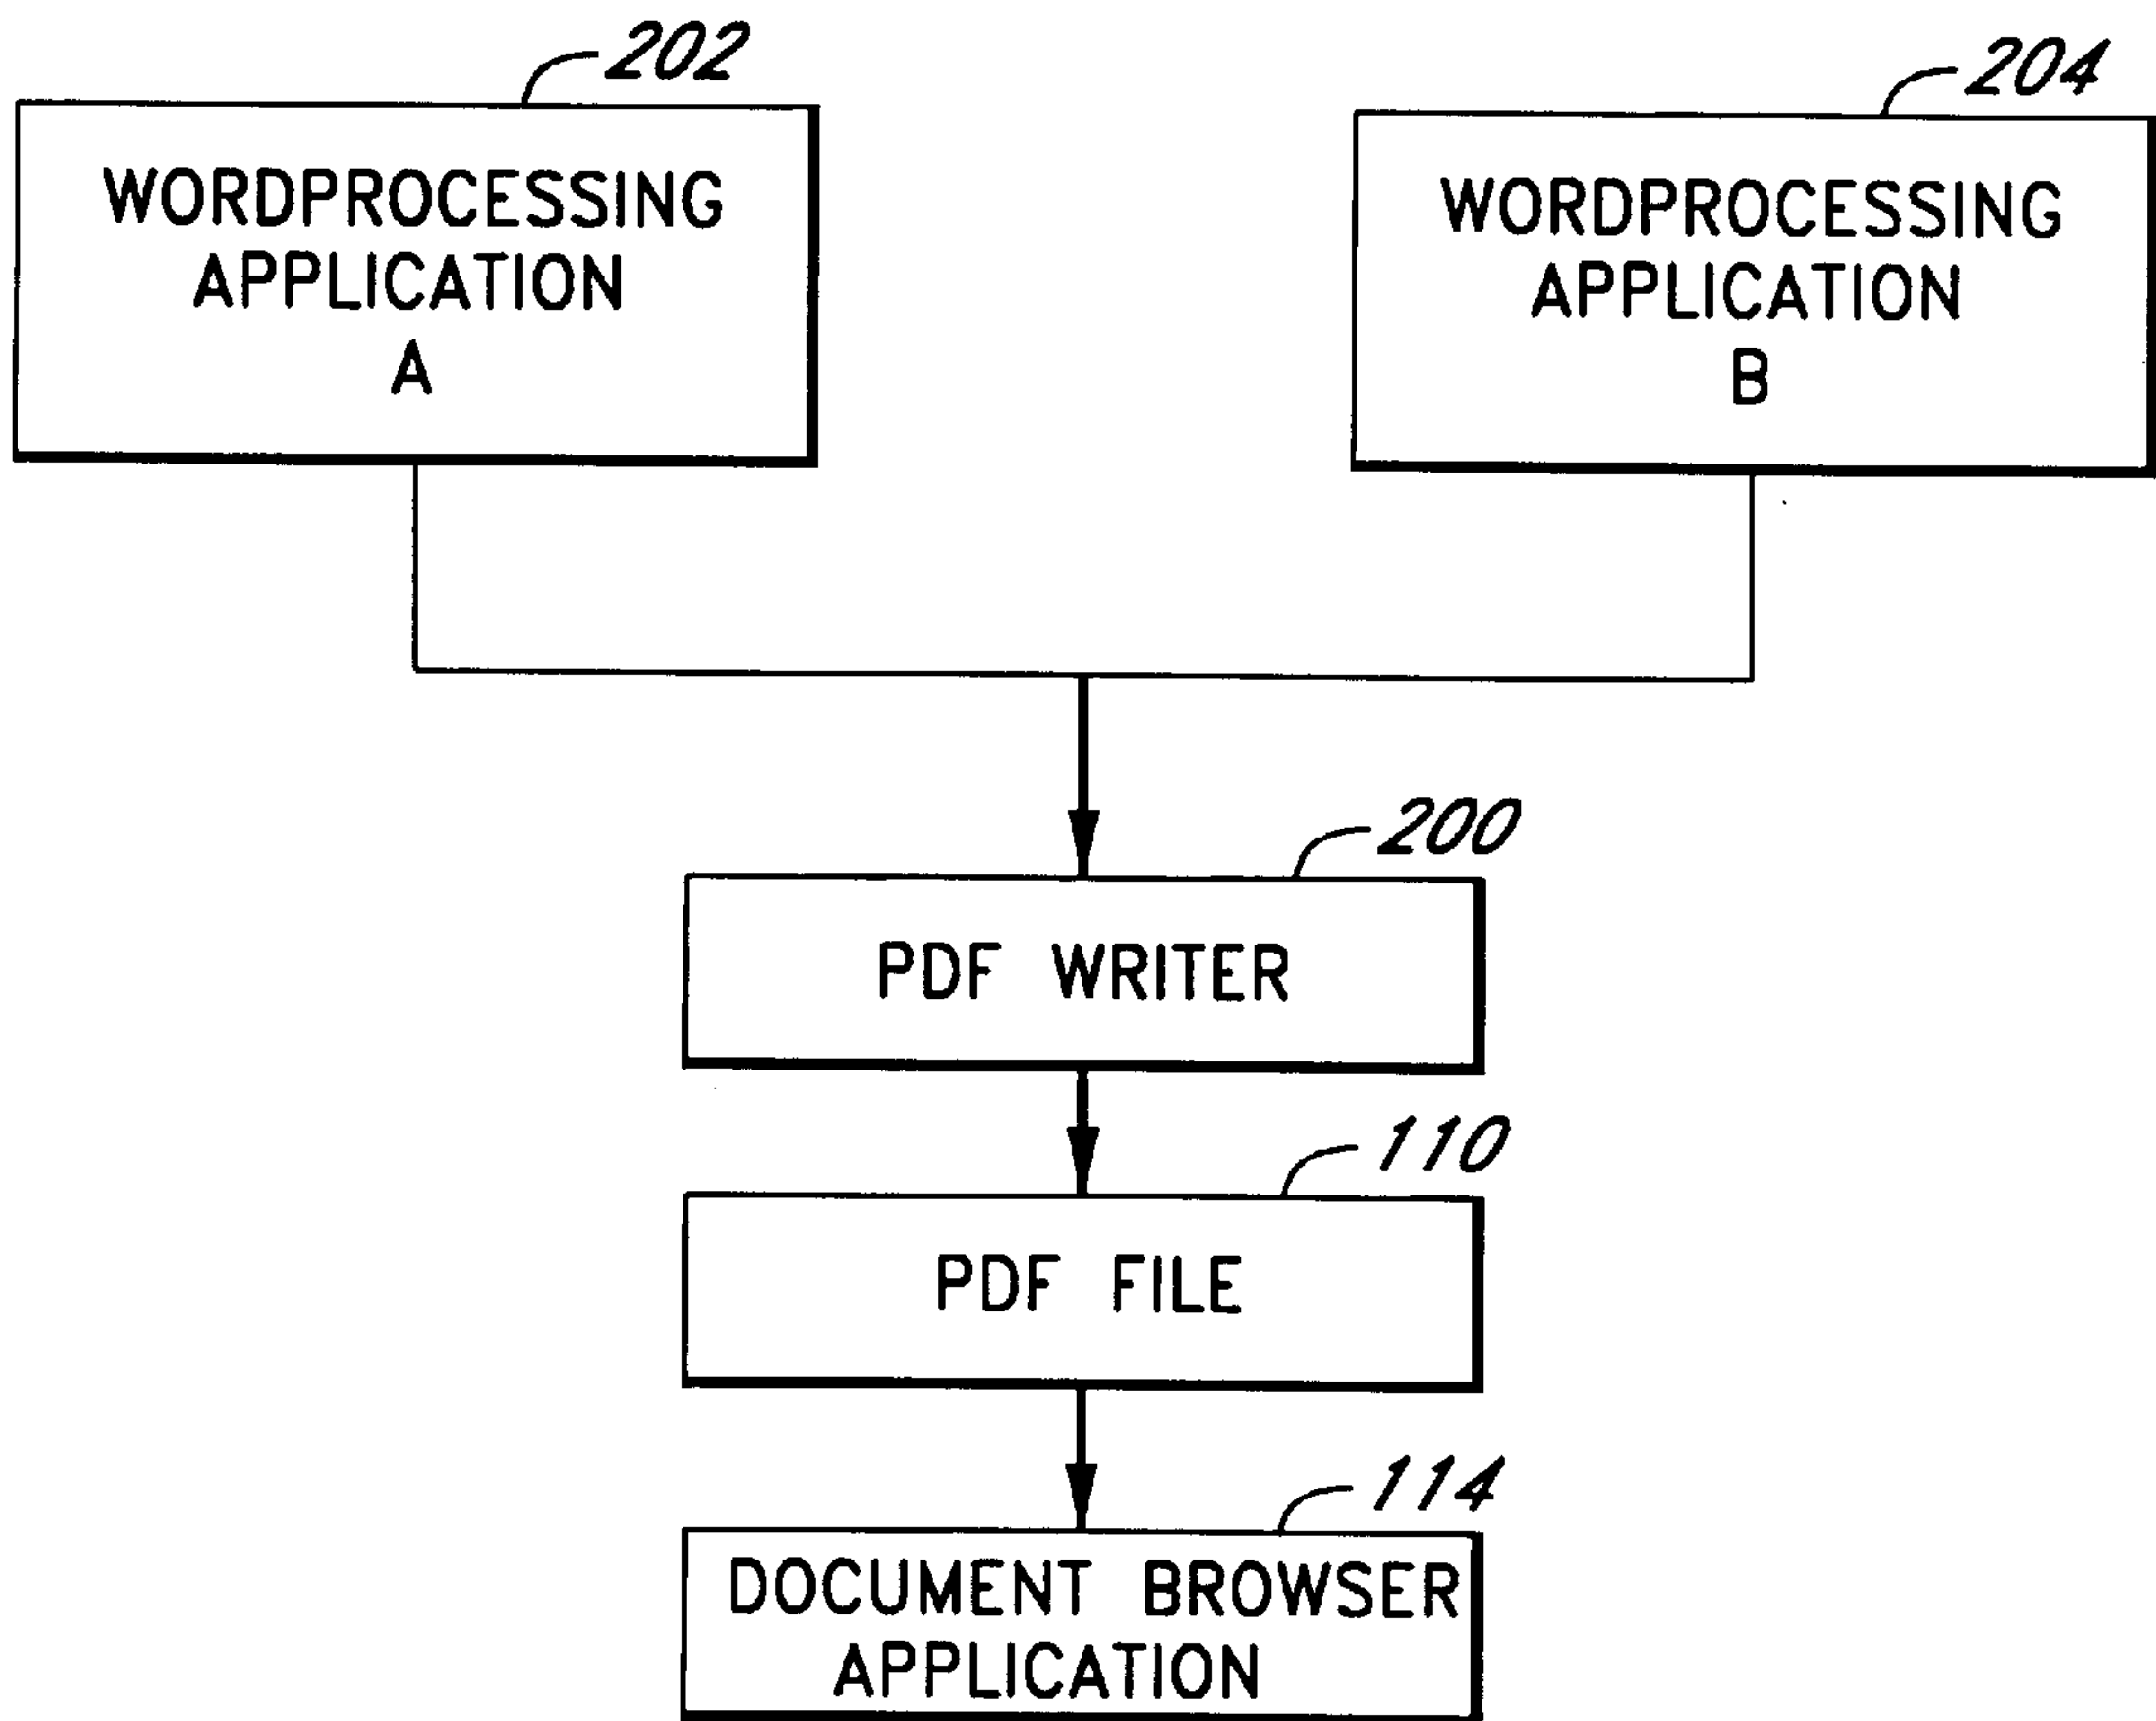 202
204
WORDPROCESSING
APPLICATION
A
WORDPROCESSING
APPLICATION
B
200
PDF WRITER
110
PDF FILE
114
DOCUMENT BROWSER
APPLICATION